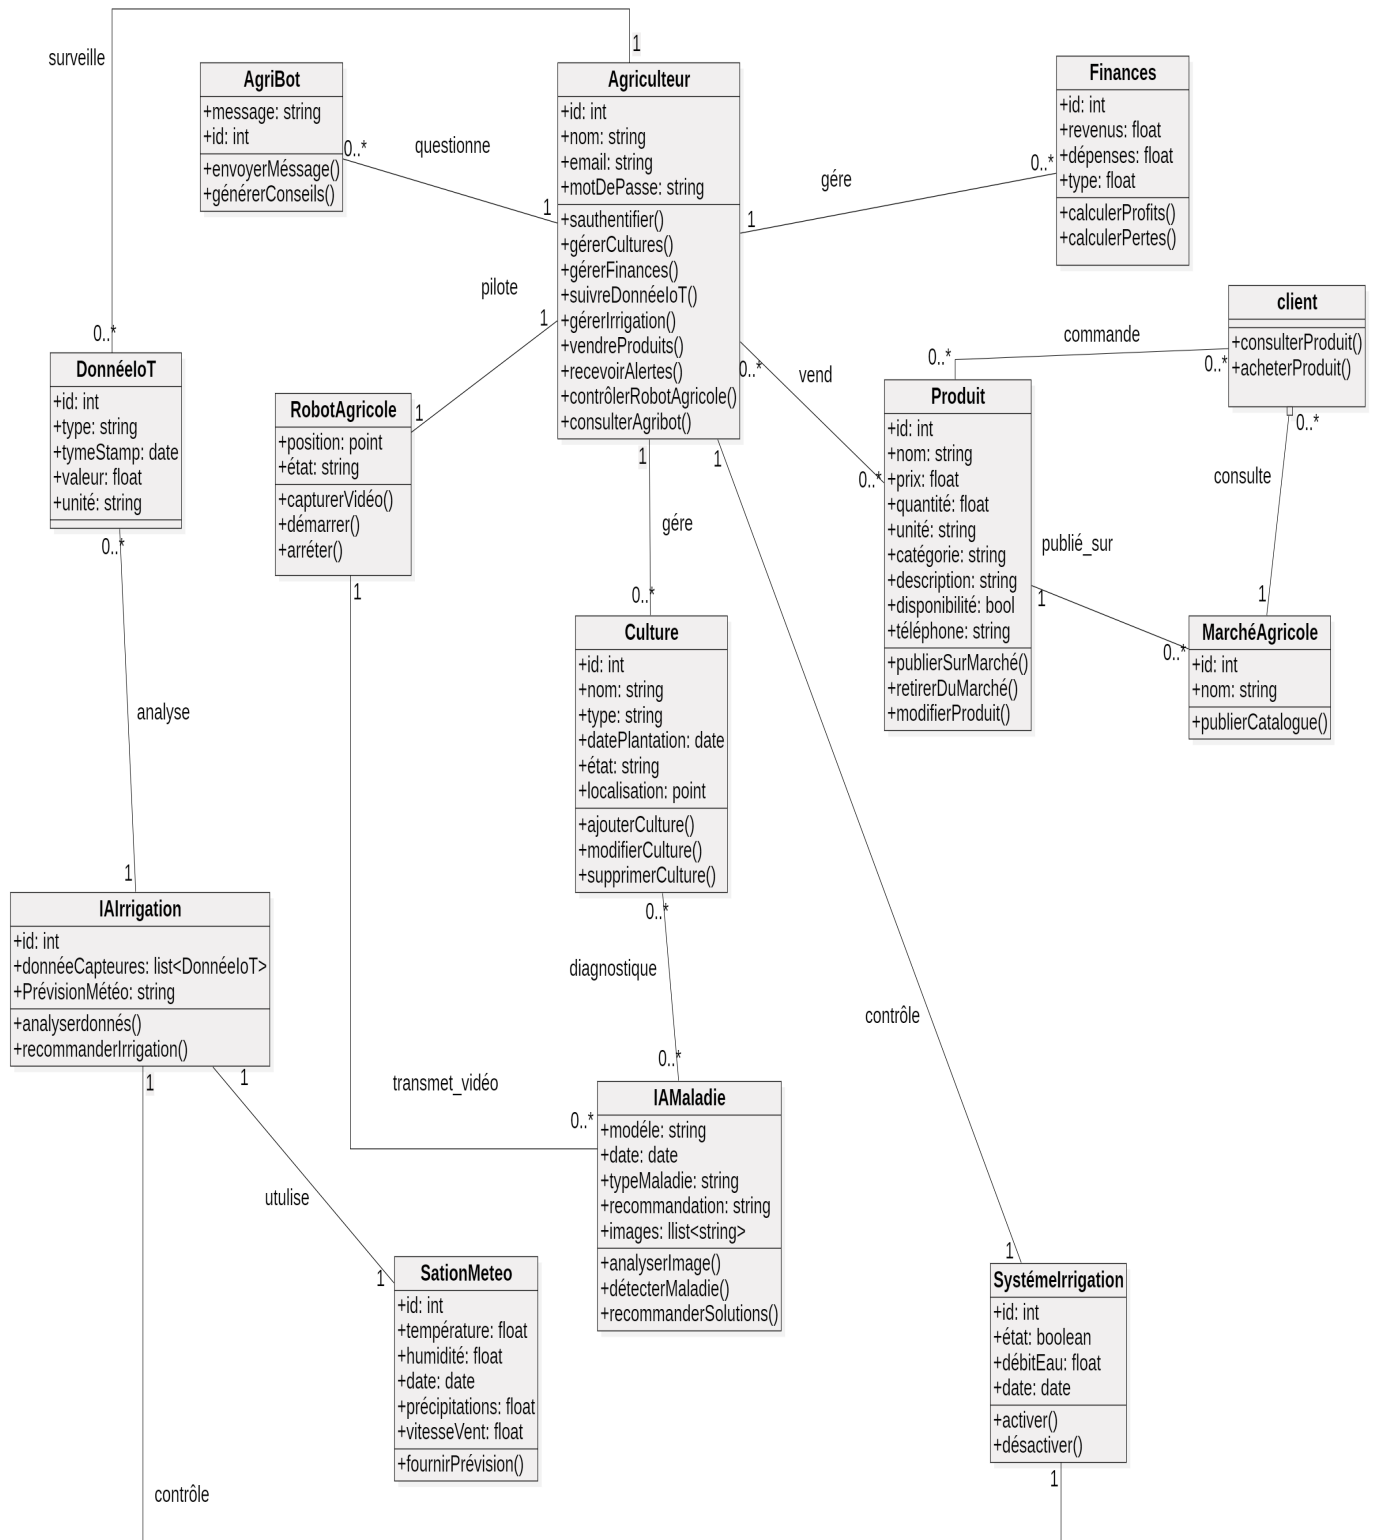 surveille
1
AgriBot
+message: string
+id: int
+envoyerMéssage()
+générerConseils()
0..*
questionne
1
Agriculteur
+id: int
+nom: string
+email: string
+motDePasse: string
+sauthentifier()
+gérerCultures()
+gérerFinances()
+suivreDonnéeIoT()
+gérerIrrigation()
+vendreProduits()
+recevoirAlertes()
+contrôlerRobotAgricole()
+consulterAgribot()
1
gére
0..*
Finances
+id: int
+revenus: float
+dépenses: float
+type: float
+calculerProfits()
+calculerPertes()
pilote
1
1
0..*
DonnéeIoT
+id: int
+type: string
+tymeStamp: date
+valeur: float
+unité: string
0..*
RobotAgricole
+position: point
+état: string
+capturerVidéo()
+démarrer()
+arréter()
1
0..*
vend
0..*
commande
0..*
0..*
client
+consulterProduit()
+acheterProduit()
0..*
consulte
1
Produit
+id: int
+nom: string
+prix: float
+quantité: float
+unité: string
+catégorie: string
+description: string
+disponibilité: bool
+téléphone: string
+publierSurMarché()
+retirerDuMarché()
+modifierProduit()
publié_sur
1
0..*
MarchéAgricole
+id: int
+nom: string
+publierCatalogue()
1
1
gére
0..*
Culture
+id: int
+nom: string
+type: string
+datePlantation: date
+état: string
+localisation: point
+ajouterCulture()
+modifierCulture()
+supprimerCulture()
0..*
diagnostique
0..*
analyse
1
IAIrrigation
+id: int
+donnéeCapteures: list<DonnéeIoT>
+PrévisionMétéo: string
+analyserdonnés()
+recommanderIrrigation()
1
1
transmet_vidéo
0..*
IAMaladie
+modéle: string
+date: date
+typeMaladie: string
+recommandation: string
+images: llist<string>
+analyserImage()
+détecterMaladie()
+recommanderSolutions()
contrôle
1
utulise
1
SationMeteo
+id: int
+température: float
+humidité: float
+date: date
+précipitations: float
+vitesseVent: float
+fournirPrévision()
SystémeIrrigation
+id: int
+état: boolean
+débitEau: float
+date: date
+activer()
+désactiver()
1
contrôle